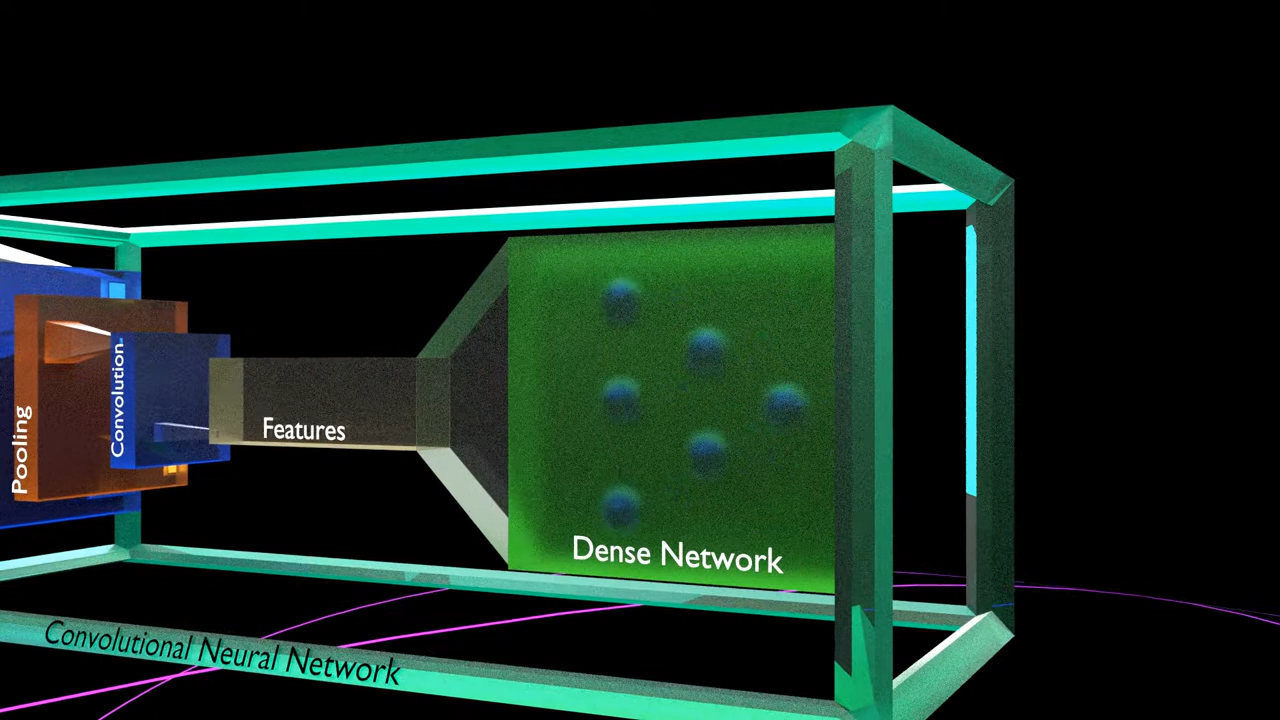 Pooling
Convolution
Features
Dense Network
Convolutional Neural Network